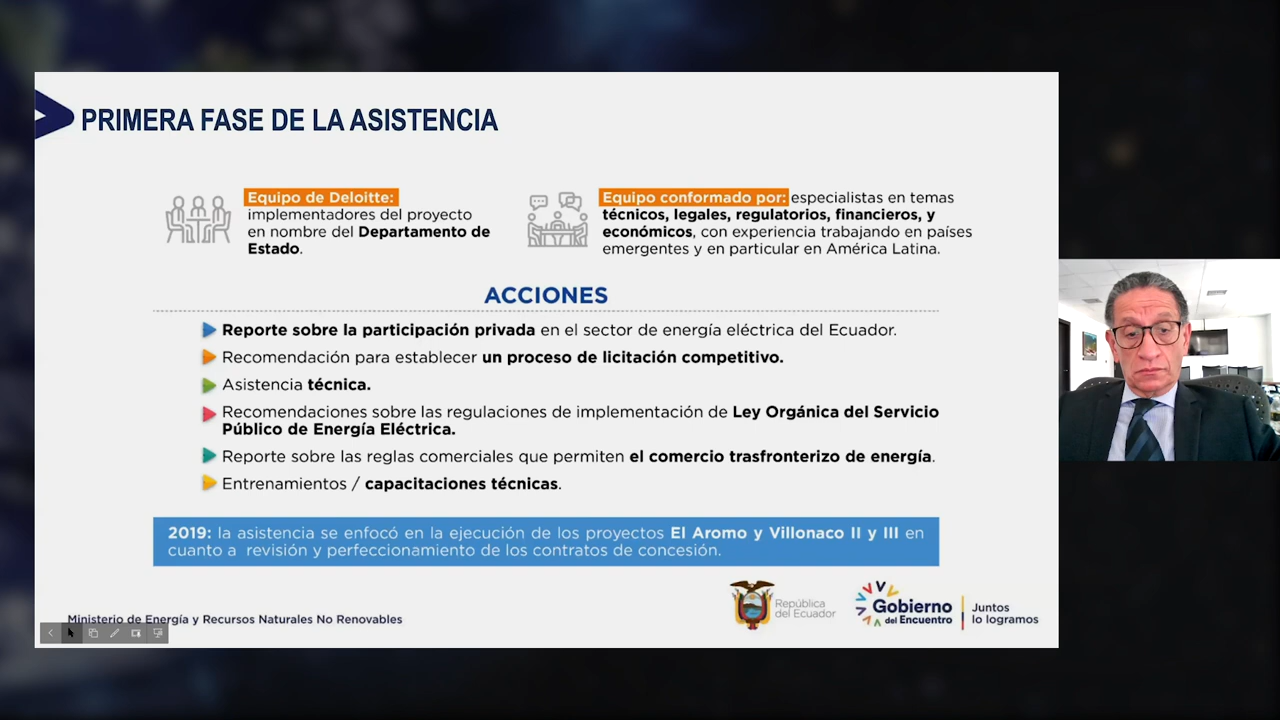 PRIMERA FASE DE LA ASISTENCIA
Equipo de Deloitte:
implementadores del proyecto
en nombre del Departamento de
Estado.
Equipo conformado por: especialistas en temas
técnicos, legales, regulatorios, financieros, y
económicos, con experiencia trabajando en países
emergentes y en particular en América Latina.
ACCIONES
Reporte sobre la participación privada en el sector de energía eléctrica del Ecuador.
Recomendación para establecer un proceso de licitación competitivo.
Asistencia técnica.
Recomendaciones sobre las regulaciones de implementación de Ley Orgánica del Servicio
Público de Energía Eléctrica.
Reporte sobre las reglas comerciales que permiten el comercio trasfronterizo de energía.
Entrenamientos / capacitaciones técnicas.
2019: la asistencia se enfocó en la ejecución de los proyectos El Aromo y Villonaco II y III en
cuanto a revisión y perfeccionamiento de los contratos de concesión.
Ministerio de Energía y Recursos Naturales No Renovables
República
del Ecuador
Gobierno
del Encuentro
Juntos
lo logramos